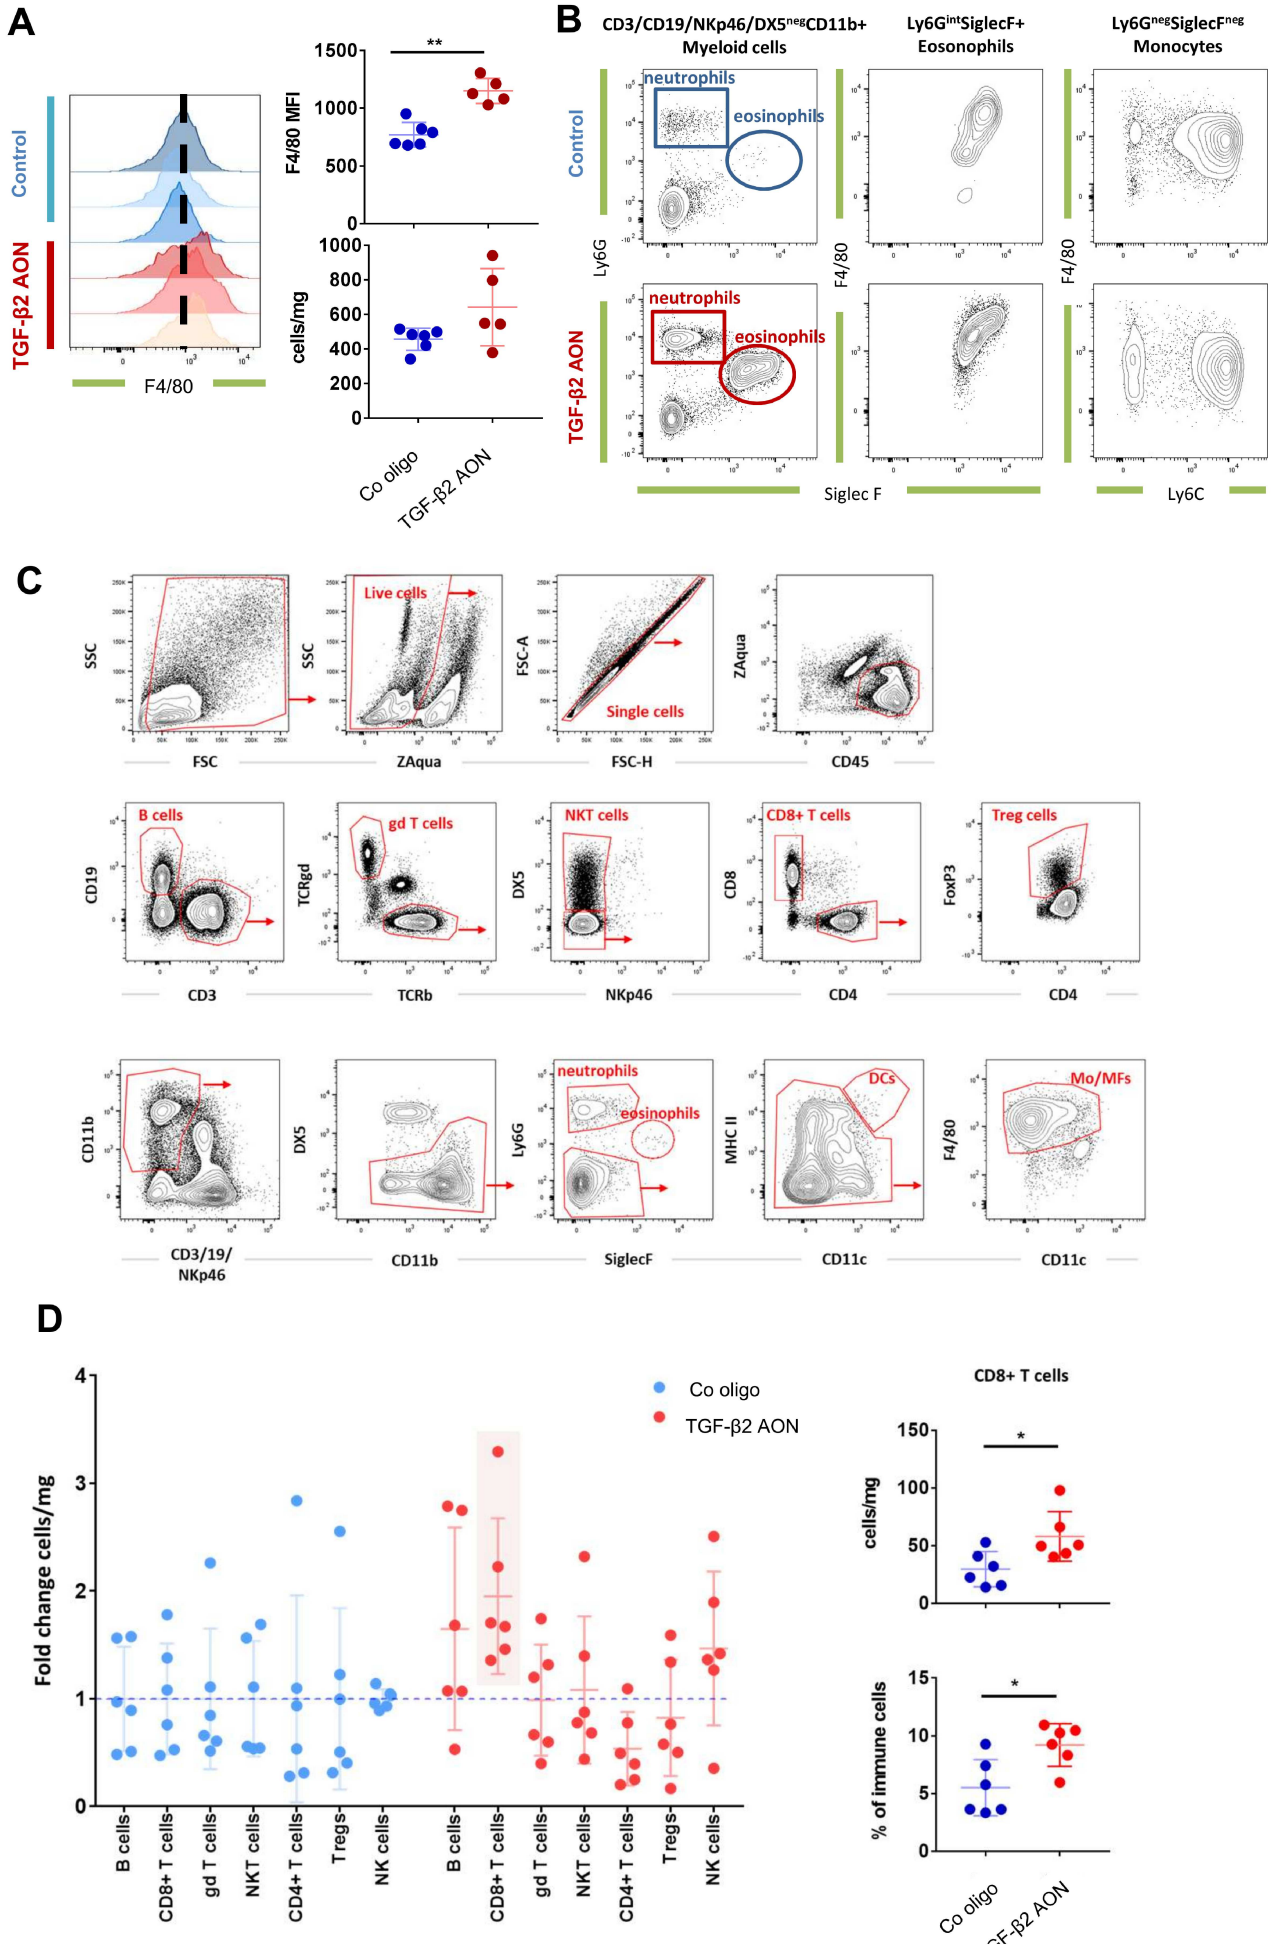 A
Control
TGF-β2 AON
0
10³
10⁴
F4/80
F4/80 MFI
1500
1000
500
0
**
cells/mg
1000
800
600
400
200
0
Co oligo
TGF-β2 AON
B
CD3/CD19/NKp46/DX5negCD11b+
Myeloid cells
Ly6GintSiglecF+
Eosonophils
Ly6GnegSiglecFneg
Monocytes
Control
neutrophils
eosinophils
TGF-β2 AON
neutrophils
eosinophils
Ly6G
F4/80
F4/80
Siglec F
Ly6C
C
SSC
FSC
SSC
Live cells
ZAqua
FSC-A
Single cells
FSC-H
ZAqua
CD45
B cells
CD19
CD3
gd T cells
TCRgd
TCRb
NKT cells
DX5
NKp46
CD8+ T cells
CD8
CD4
Treg cells
FoxP3
CD4
CD11b
CD3/19/
NKp46
DX5
CD11b
neutrophils
eosinophils
Ly6G
SiglecF
DCs
MHC II
CD11c
Mo/MFs
F4/80
CD11c
D
Fold change cells/mg
4
3
2
1
0
Co oligo
TGF-β2 AON
B cells
CD8+ T cells
gd T cells
NKT cells
CD4+ T cells
Tregs
NK cells
B cells
CD8+ T cells
gd T cells
NKT cells
CD4+ T cells
Tregs
NK cells
CD8+ T cells
cells/mg
150
100
50
0
*
% of immune cells
15
10
5
0
*
Co oligo
GF-β2 AON